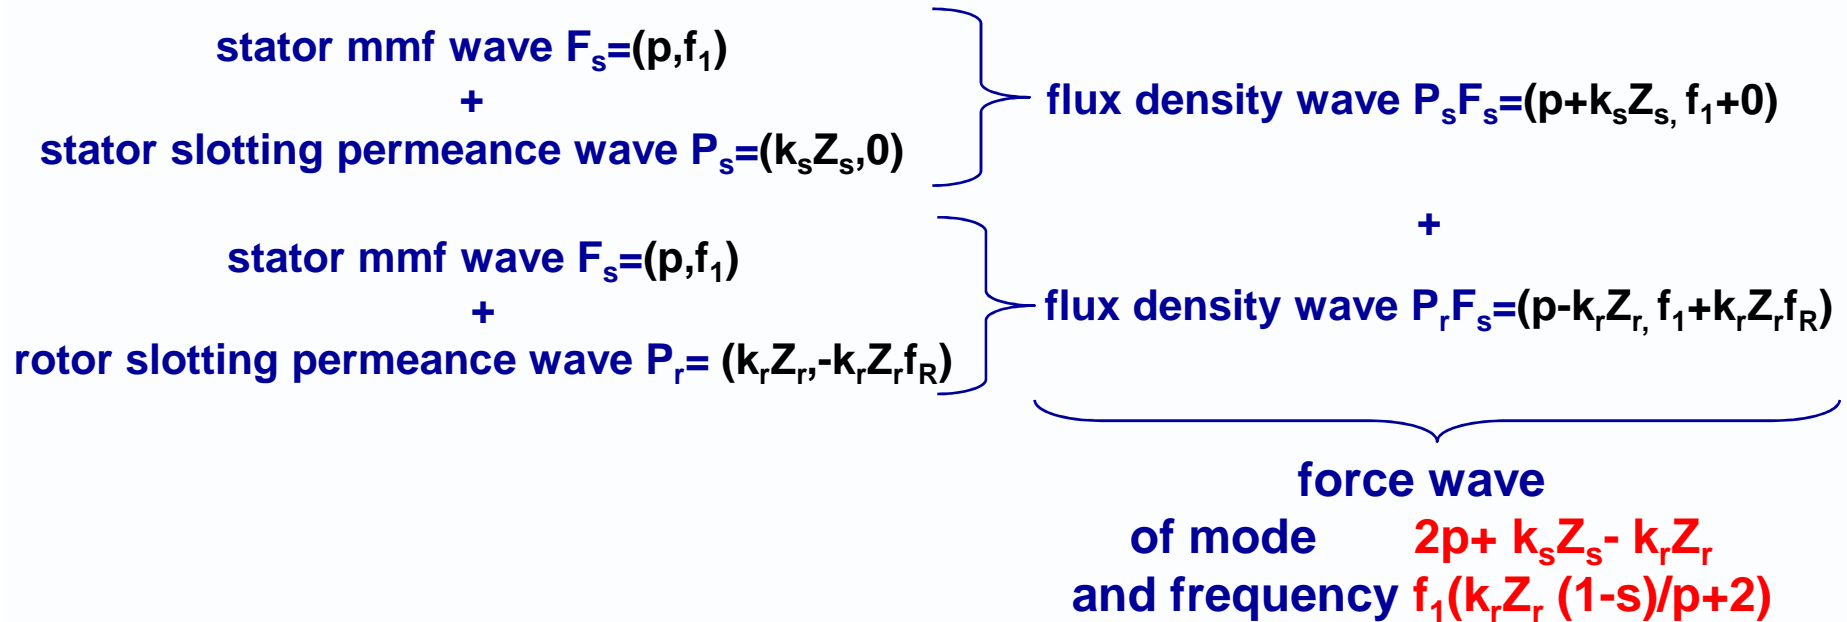 stator mmf wave Fₛ=(p,f₁)
+
stator slotting permeance wave Pₛ=(kₛZₛ,0)
flux density wave PₛFₛ=(p+kₛZₛ, f₁+0)
+
stator mmf wave Fₛ=(p,f₁)
+
rotor slotting permeance wave Pᵣ= (kᵣZᵣ,-kᵣZᵣf_R)
flux density wave PᵣFₛ=(p-kᵣZᵣ, f₁+kᵣZᵣf_R)
force wave
of mode 2p+ kₛZₛ- kᵣZᵣ
and frequency f₁(kᵣZᵣ (1-s)/p+2)